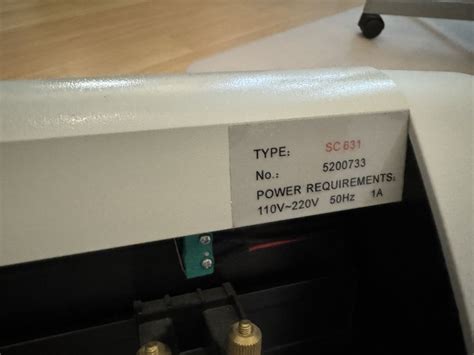 TYPE: SC 631
No.: 5200733
POWER REQUIREMENTS:
110V~220V 50Hz 1A